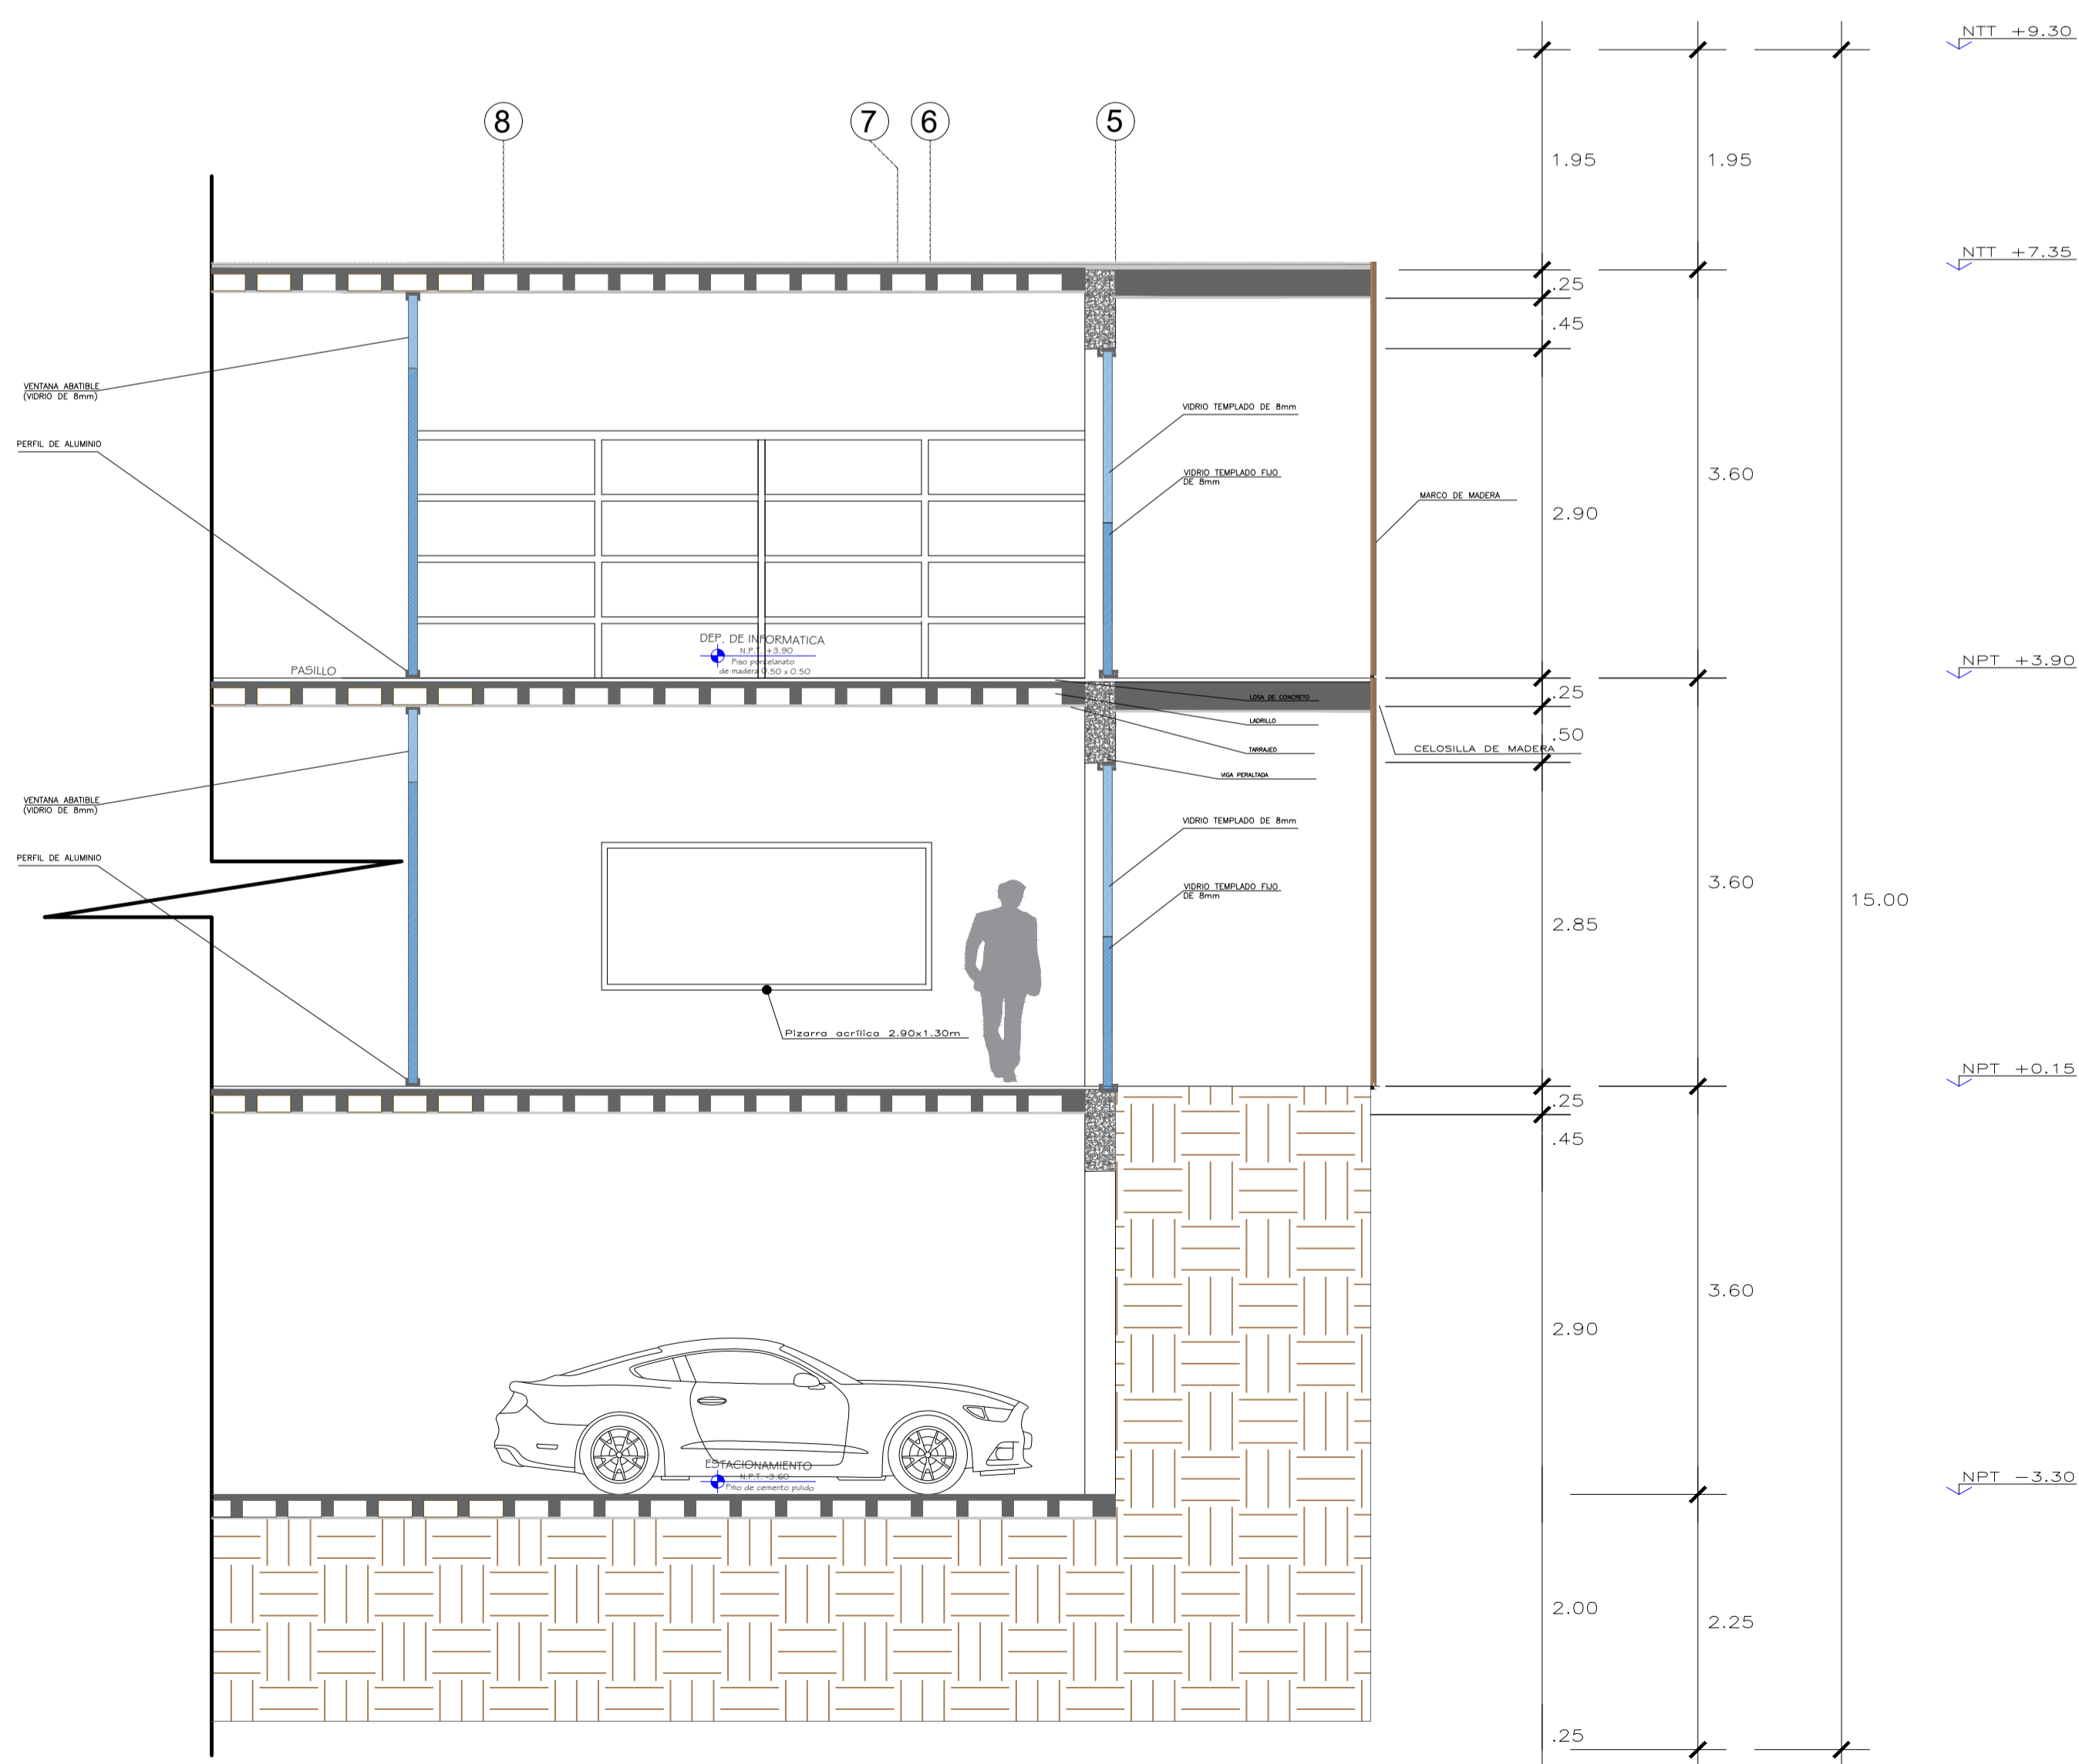 NTT +9.30
8
7
6
5
1.95
1.95
NTT +7.35
.25
.45
VENTANA ABATIBLE
(VIDRIO DE 8mm)
VIDRIO TEMPLADO DE 8mm
PERFIL DE ALUMINIO
VIDRIO TEMPLADO FIJO
DE 8mm
MARCO DE MADERA
3.60
2.90
DEP. DE INFORMATICA
N.P.T. +3.90
Piso porcelanato
de madera 0.50 x 0.50
PASILLO
NPT +3.90
.25
LOSA DE CONCRETO
LADRILLO
.50
TARRAJEO
CELOSILLA DE MADERA
VIGA PERALTADA
VENTANA ABATIBLE
(VIDRIO DE 8mm)
VIDRIO TEMPLADO DE 8mm
PERFIL DE ALUMINIO
VIDRIO TEMPLADO FIJO
DE 8mm
3.60
15.00
2.85
Pizarra acrílica 2.90x1.30m
NPT +0.15
.25
.45
3.60
2.90
ESTACIONAMIENTO
N.P.T. -3.60
Piso de cemento pulido
NPT -3.30
2.00
2.25
.25